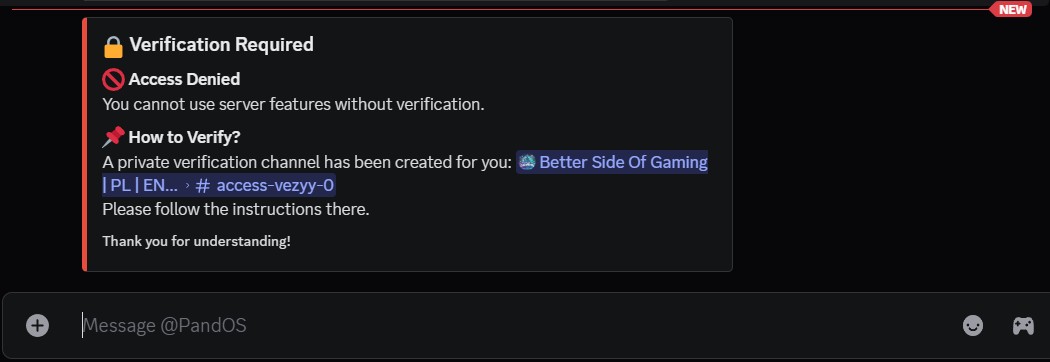 NEW
Verification Required
Access Denied
You cannot use server features without verification.
How to Verify?
A private verification channel has been created for you: Better Side Of Gaming
| PL | EN... › # access-vezyy-0
Please follow the instructions there.
Thank you for understanding!
Message @PandOS